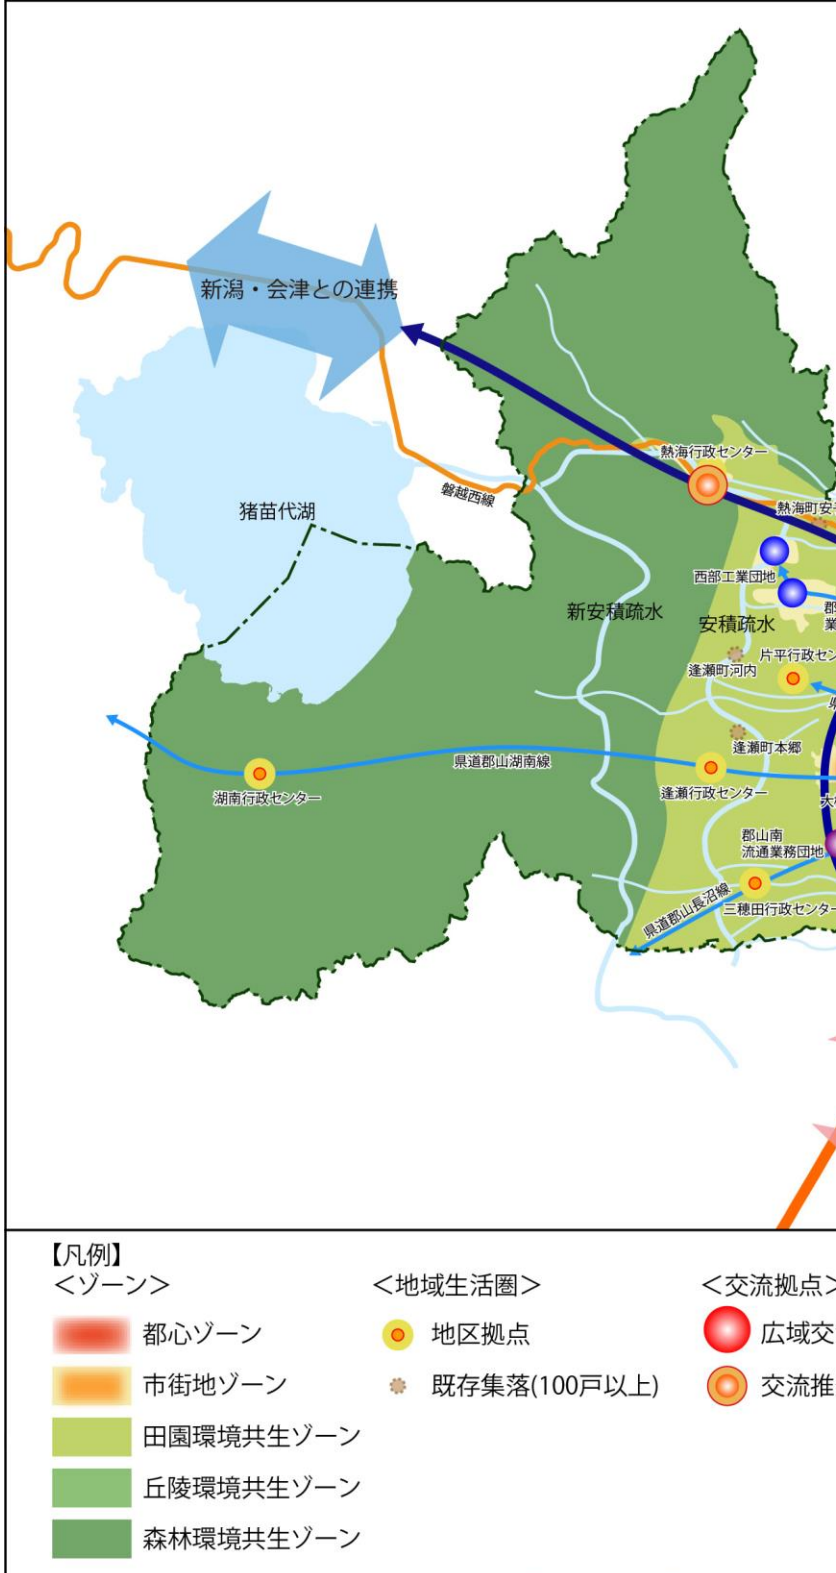 新潟・会津との連携
熱海行政センター
磐越西線
猪苗代湖
熱海町安
西部工業団地
郡
業
新安積疏水
安積疏水
片平行政セン
逢瀬町河内
県
逢瀬町本郷
県道郡山湖南線
湖南行政センター
逢瀬行政センター
大
郡山南
流通業務団地
県道郡山長沼線
三穂田行政センター
【凡例】
＜ゾーン＞
都心ゾーン
市街地ゾーン
田園環境共生ゾーン
丘陵環境共生ゾーン
森林環境共生ゾーン
＜地域生活圏＞
地区拠点
既存集落(100戸以上)
＜交流拠点＞
広域交
交流推